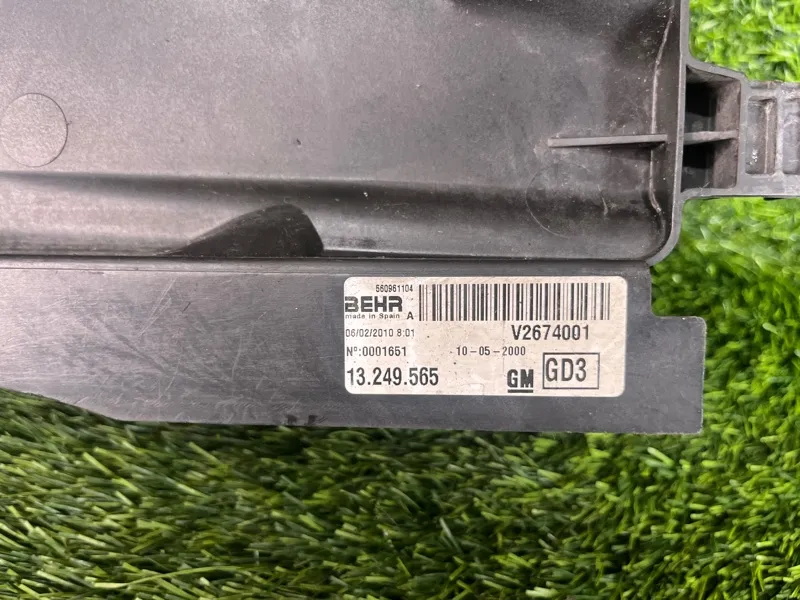 560961104
BEHR
made in Spain A
V2674001
06/02/2010 8:01
Nº:0001651
10-05-2000
13.249.565
GM
GD3